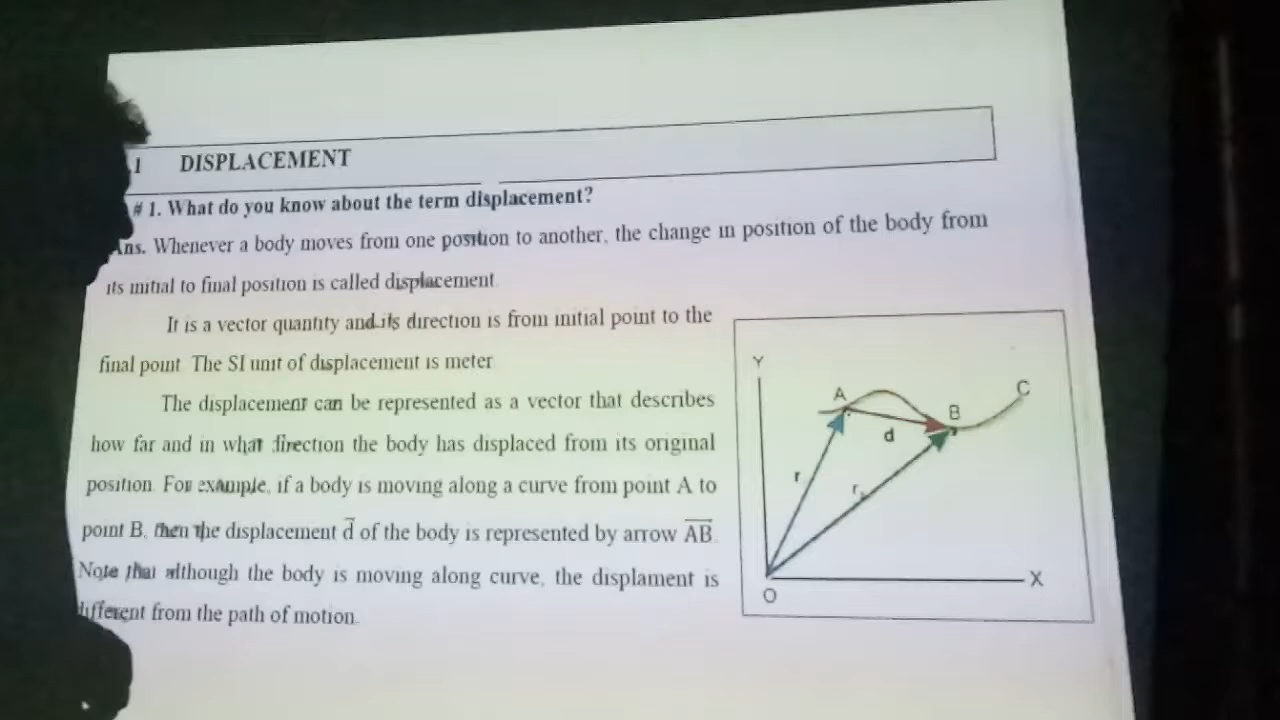 .1 DISPLACEMENT
# 1. What do you know about the term displacement?
Ans. Whenever a body moves from one position to another, the change in position of the body from
its initial to final position is called displacement.
It is a vector quantity and its direction is from initial point to the
final point The SI unit of displacement is meter
The displacement can be represented as a vector that describes
how far and in what direction the body has displaced from its original
position. For example, if a body is moving along a curve from point A to
point B, then the displacement d⃗ of the body is represented by arrow A͞B͞.
Note that although the body is moving along curve, the displament is
different from the path of motion.
Y
C
A
B
d
r
r
X
O